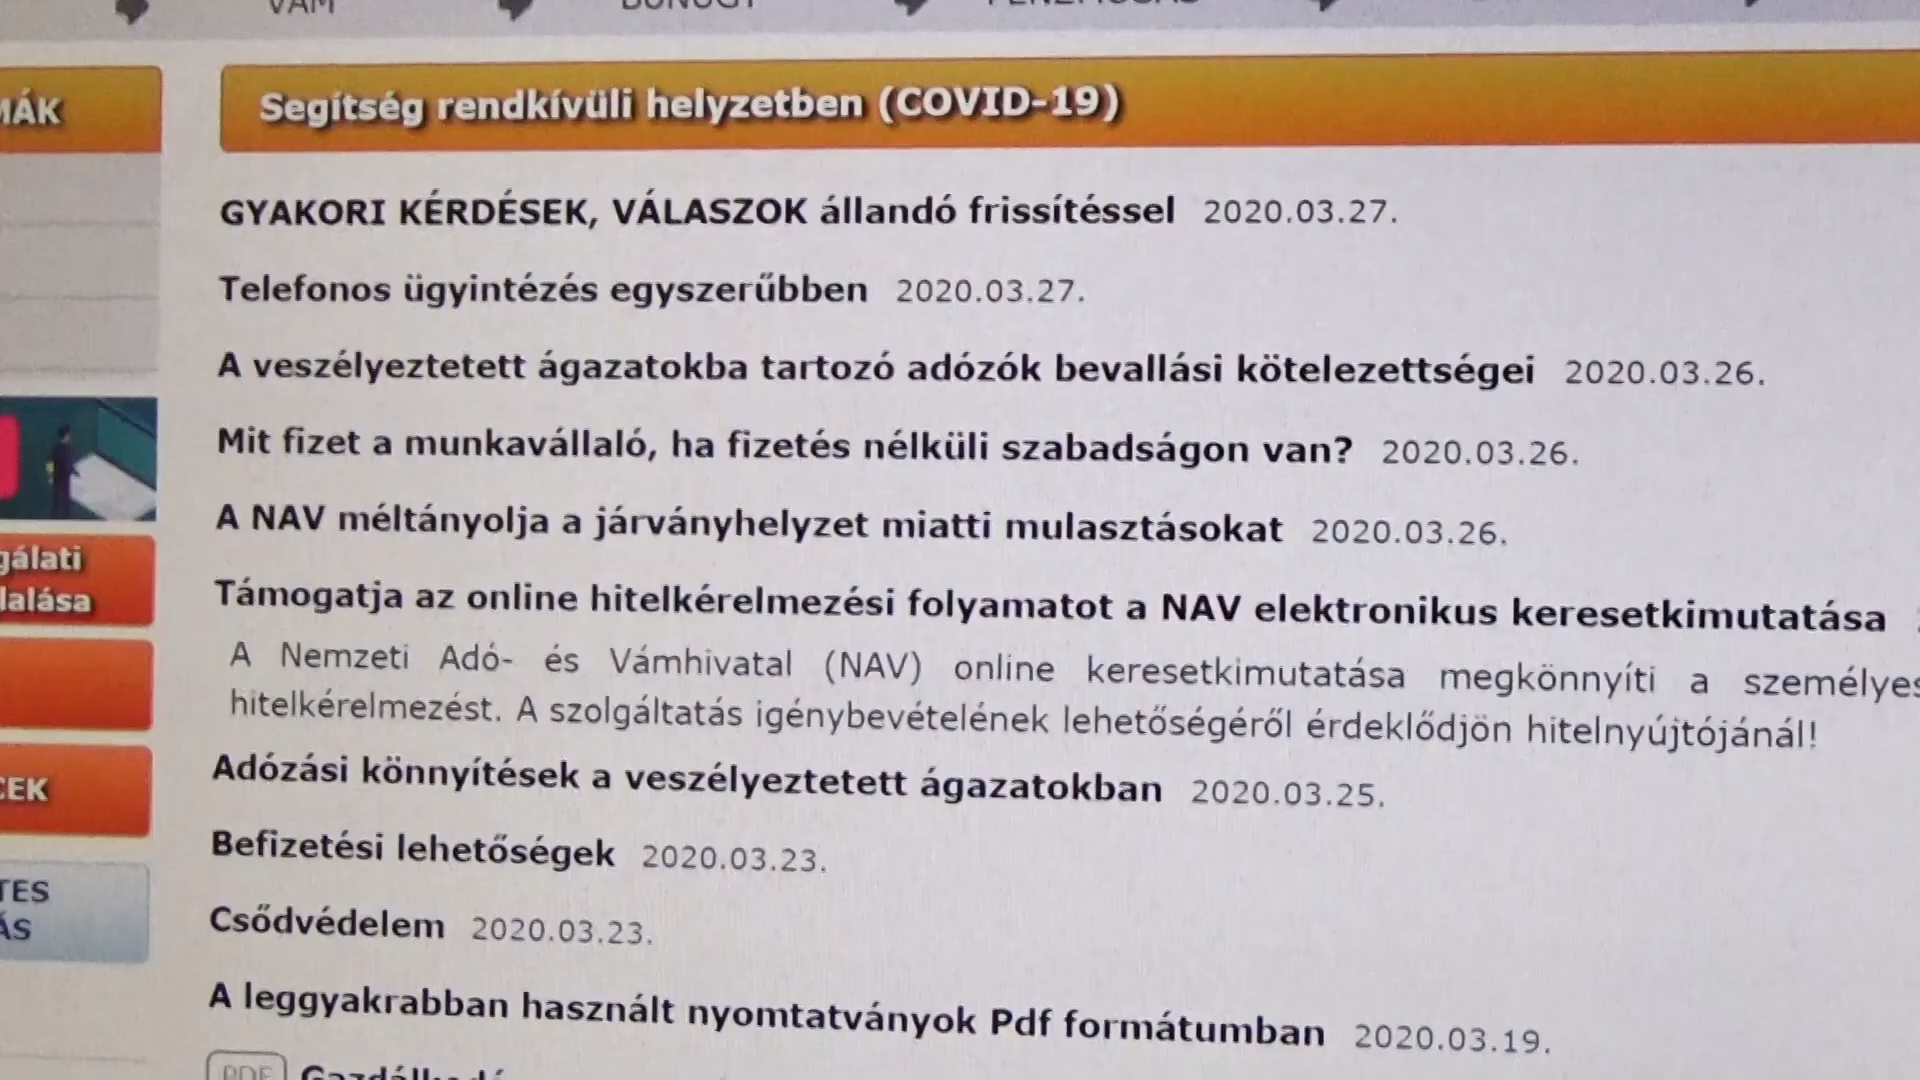 VÁM
Segítség rendkívüli helyzetben (COVID-19)
GYAKORI KÉRDÉSEK, VÁLASZOK állandó frissítéssel 2020.03.27.
Telefonos ügyintézés egyszerűbben 2020.03.27.
A veszélyeztetett ágazatokba tartozó adózók bevallási kötelezettségei 2020.03.26.
Mit fizet a munkavállaló, ha fizetés nélküli szabadságon van? 2020.03.26.
A NAV méltányolja a járványhelyzet miatti mulasztásokat 2020.03.26.
Támogatja az online hitelkérelmezési folyamatot a NAV elektronikus keresetkimutatása
A Nemzeti Adó- és Vámhivatal (NAV) online keresetkimutatása megkönnyíti a személyes
hitelkérelmezést. A szolgáltatás igénybevételének lehetőségéről érdeklődjön hitelnyújtójánál!
Adózási könnyítések a veszélyeztetett ágazatokban 2020.03.25.
Befizetési lehetőségek 2020.03.23.
Csődvédelem 2020.03.23.
A leggyakrabban használt nyomtatványok Pdf formátumban 2020.03.19.
PDF
MÁK
gálati
lalása
CEK
TES
ÁS